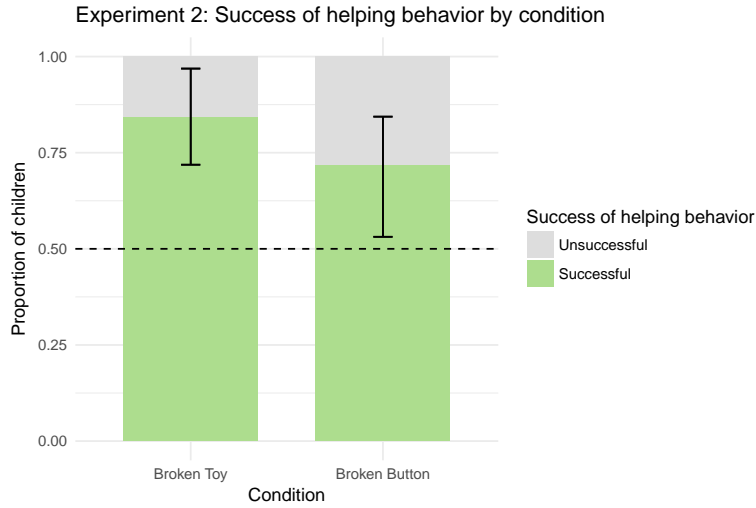 Experiment 2: Success of helping behavior by condition
1.00
0.75
0.50
0.25
0.00
Proportion of children
Broken Toy
Broken Button
Condition
Success of helping behavior
Unsuccessful
Successful